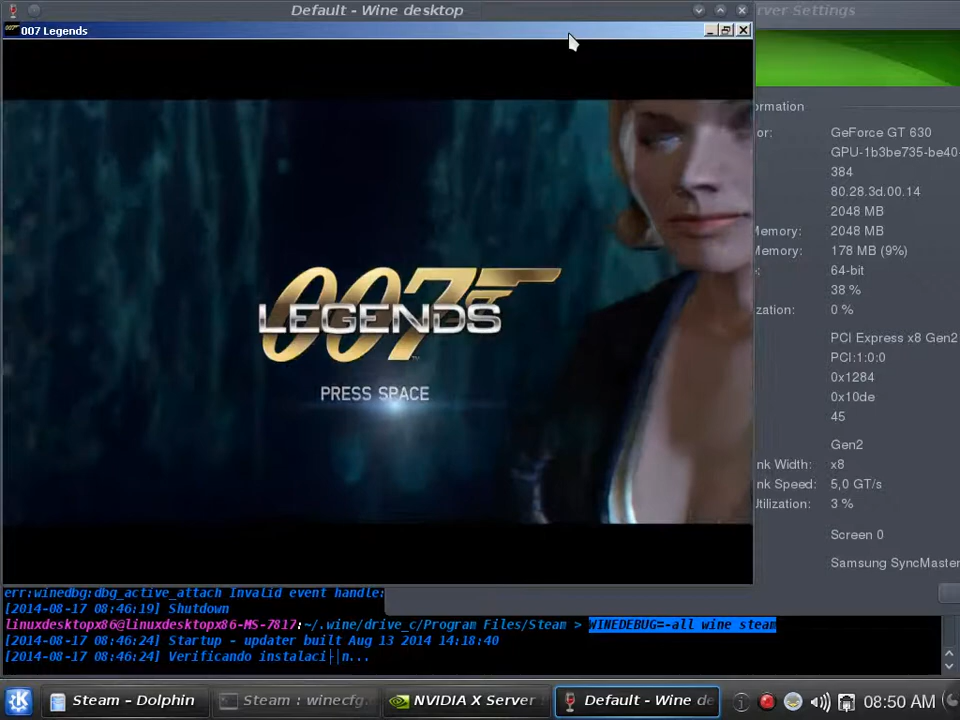 Default - Wine desktop
rver Settings
007 Legends
007
LEGENDS
™
PRESS SPACE
ormation
or:
GeForce GT 630
GPU-1b3be735-be40-
384
80.28.3d.00.14
2048 MB
Memory: 2048 MB
Memory: 178 MB (9%)
: 64-bit
38 %
zation: 0 %
PCI Express x8 Gen2
PCI:1:0:0
0x1284
0x10de
45
Gen2
nk Width: x8
nk Speed: 5,0 GT/s
Utilization: 3 %
Screen 0
Samsung SyncMaster
err:winedbg:dbg_active_attach Invalid event handle:
[2014-08-17 08:46:19] Shutdown
linuxdesktopx86@linuxdesktopx86-MS-7817:~/.wine/drive_c/Program Files/Steam > WINEDEBUG=-all wine steam
[2014-08-17 08:46:24] Startup - updater built Aug 13 2014 14:18:40
[2014-08-17 08:46:24] Verificando instalaci├│n...
Steam - Dolphin
Steam : winecfg
NVIDIA X Server
Default - Wine de
08:50 AM